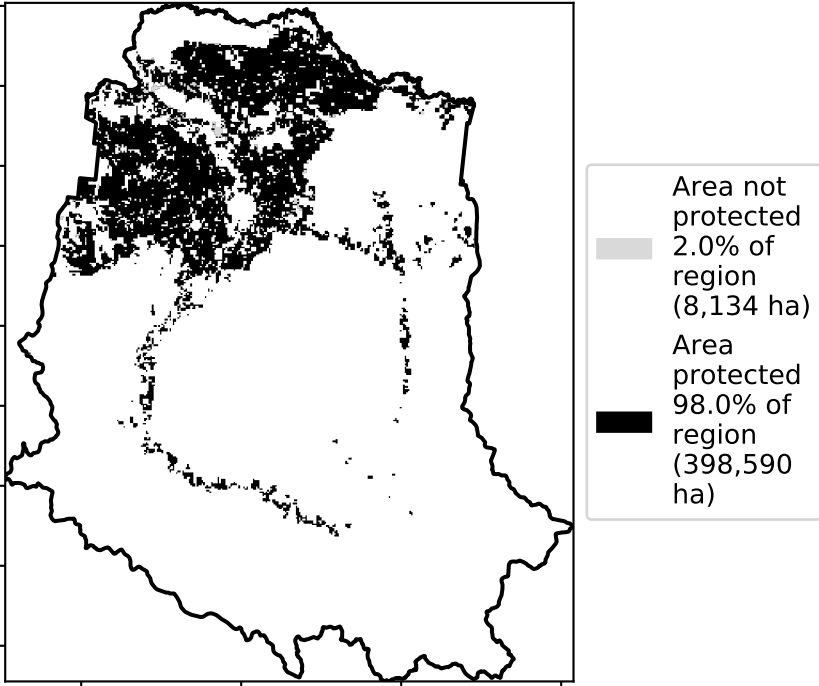 Area not
protected
2.0% of
region
(8,134 ha)
Area
protected
98.0% of
region
(398,590
ha)